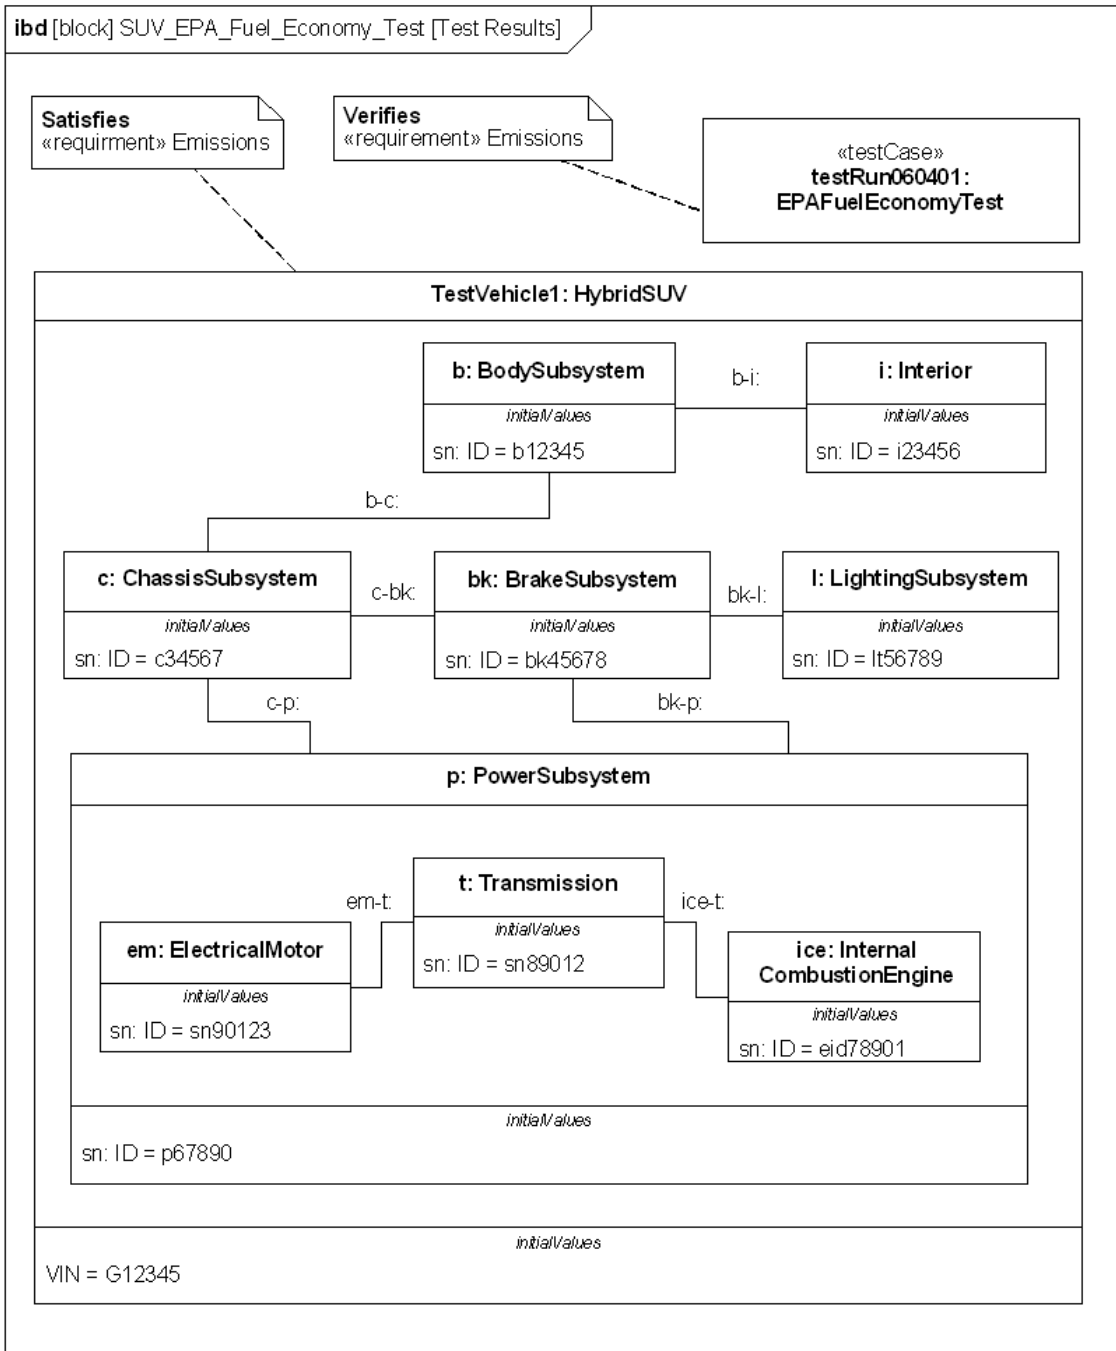 ibd [block] SUV_EPA_Fuel_Economy_Test [Test Results]
Satisfies
«requirment» Emissions
Verifies
«requirement» Emissions
«testCase»
testRun060401:
EPAFuelEconomyTest
TestVehicle1: HybridSUV
b: BodySubsystem
initialValues
sn: ID = b12345
b-i:
i: Interior
initialValues
sn: ID = i23456
b-c:
c: ChassisSubsystem
initialValues
sn: ID = c34567
c-bk:
bk: BrakeSubsystem
initialValues
sn: ID = bk45678
bk-l:
l: LightingSubsystem
initialValues
sn: ID = lt56789
c-p:
bk-p:
p: PowerSubsystem
em-t:
t: Transmission
initialValues
sn: ID = sn89012
ice-t:
em: ElectricalMotor
initialValues
sn: ID = sn90123
ice: Internal
CombustionEngine
initialValues
sn: ID = eid78901
initialValues
sn: ID = p67890
initialValues
VIN = G12345